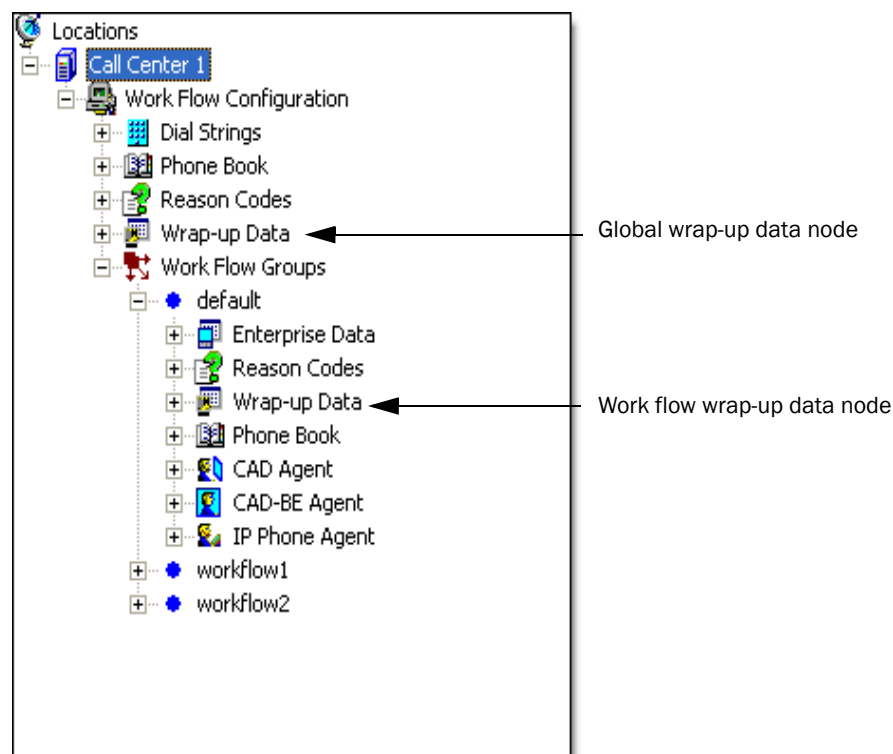 Locations
Call Center 1
Work Flow Configuration
Dial Strings
Phone Book
Reason Codes
Wrap-up Data
Global wrap-up data node
Work Flow Groups
default
Enterprise Data
Reason Codes
Wrap-up Data
Work flow wrap-up data node
Phone Book
CAD Agent
CAD-BE Agent
IP Phone Agent
workflow1
workflow2